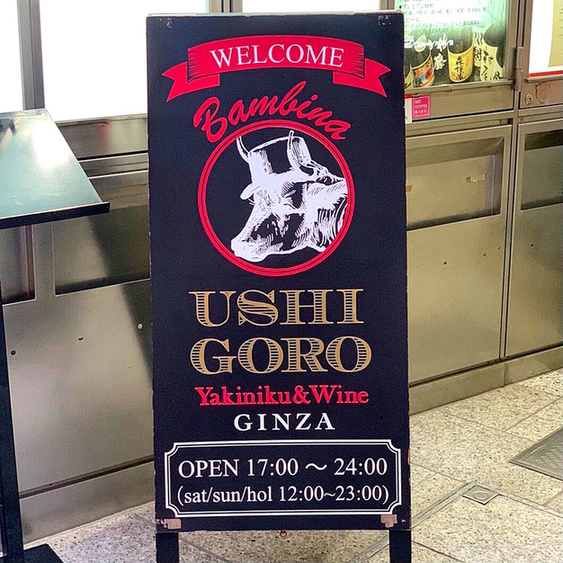 WELCOME
Bambina
USHI
GORO
Yakiniku&Wine
GINZA
OPEN 17:00 ～ 24:00
(sat/sun/hol 12:00~23:00)